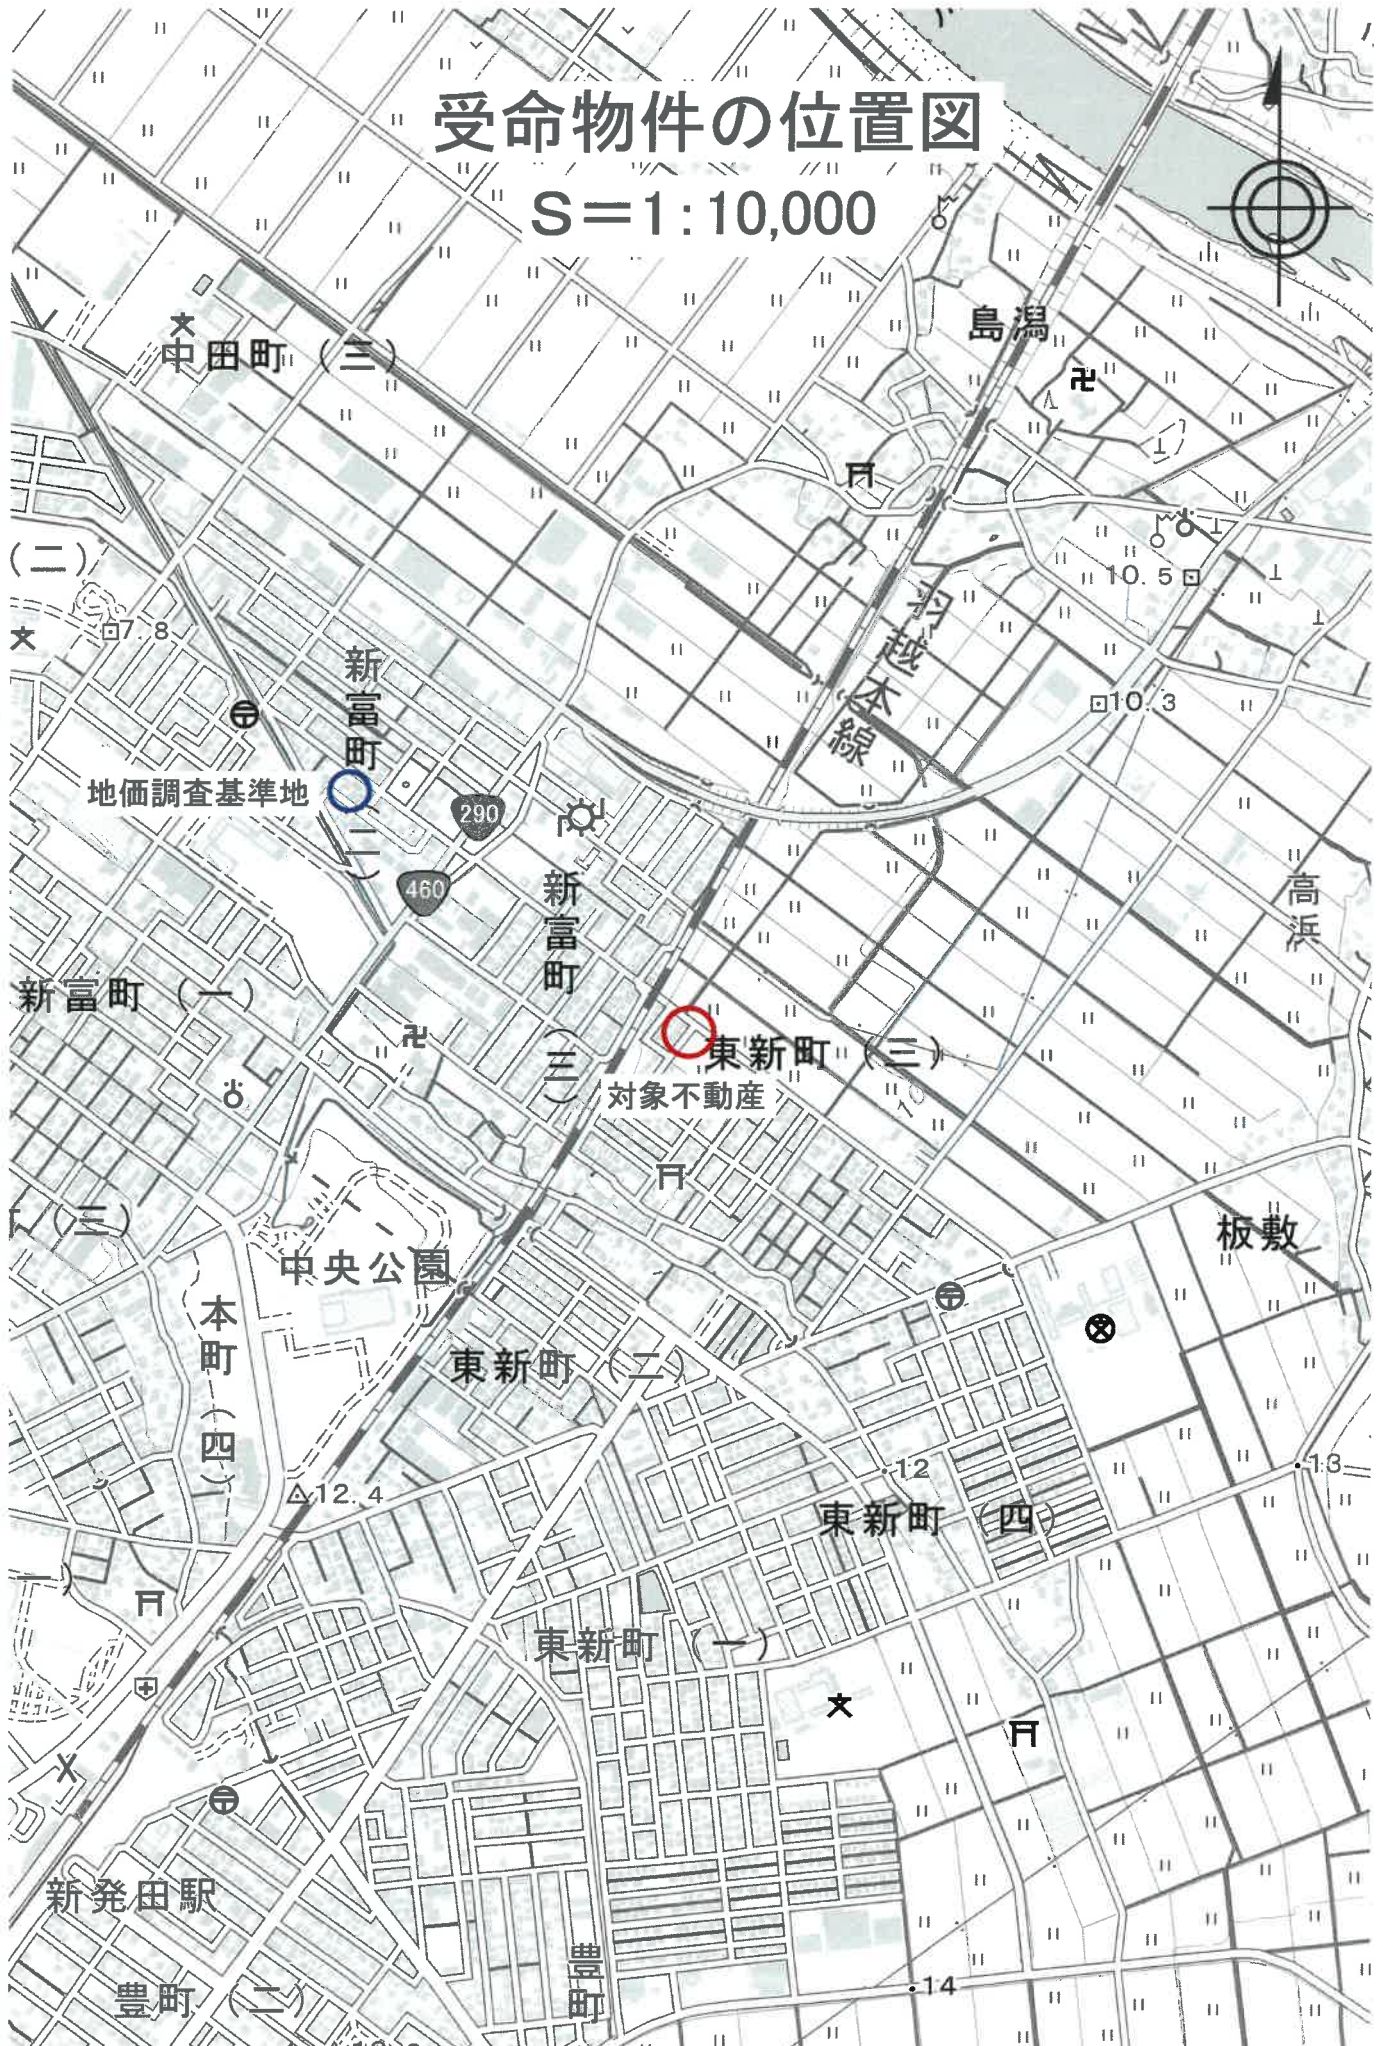 受命物件の位置図
S＝1:10,000
島潟
中田町（三）
（二）
10.5
7.8
羽越本線
新富町（二）
10.3
地価調査基準地
290
460
新富町（三）
高浜
新富町（一）
東新町（三）
対象不動産
10
（三）
板敷
中央公園
本町（四）
東新町（二）
12
13
12.4
東新町（四）
東新町（一）
新発田駅
豊町
14
豊町（二）